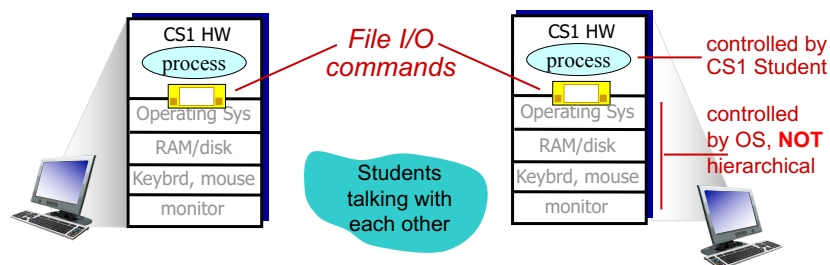 CS1 HW
process
Operating Sys
RAM/disk
Keybrd, mouse
monitor
File I/O
commands
Students
talking with
each other
CS1 HW
process
Operating Sys
RAM/disk
Keybrd, mouse
monitor
controlled by
CS1 Student
controlled
by OS, NOT
hierarchical